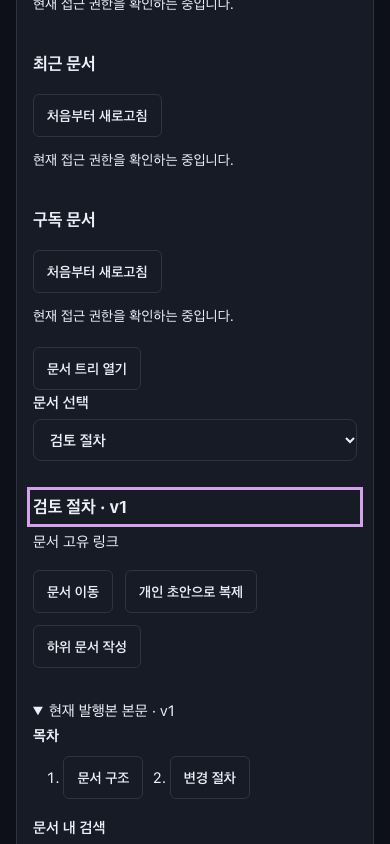 현재 접근 권한을 확인하는 중입니다.
최근 문서
처음부터 새로고침
현재 접근 권한을 확인하는 중입니다.
구독 문서
처음부터 새로고침
현재 접근 권한을 확인하는 중입니다.
문서 트리 열기
문서 선택
검토 절차
검토 절차 · v1
문서 고유 링크
문서 이동 개인 초안으로 복제
하위 문서 작성
▼ 현재 발행본 본문 · v1
목차
1. 문서 구조 2. 변경 절차
문서 내 검색